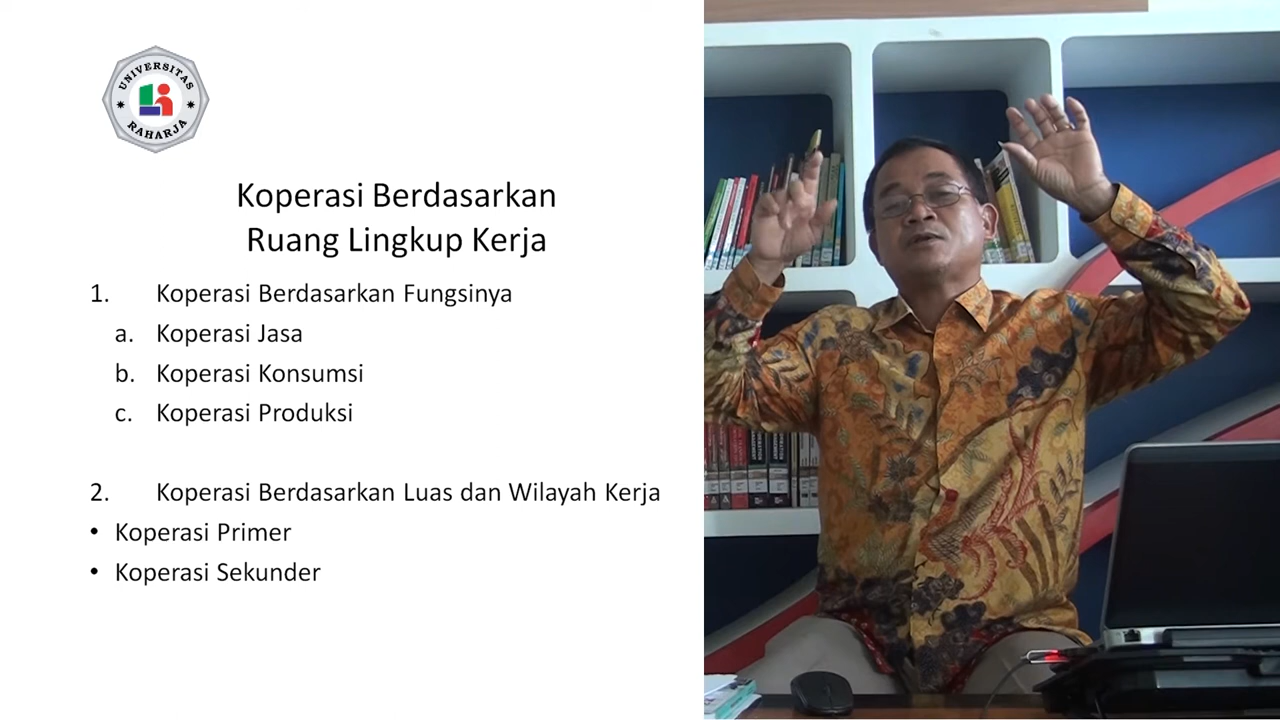 UNIVERSITAS
RAHARJA
Koperasi Berdasarkan
Ruang Lingkup Kerja
1. Koperasi Berdasarkan Fungsinya
a. Koperasi Jasa
b. Koperasi Konsumsi
c. Koperasi Produksi
2. Koperasi Berdasarkan Luas dan Wilayah Kerja
• Koperasi Primer
• Koperasi Sekunder